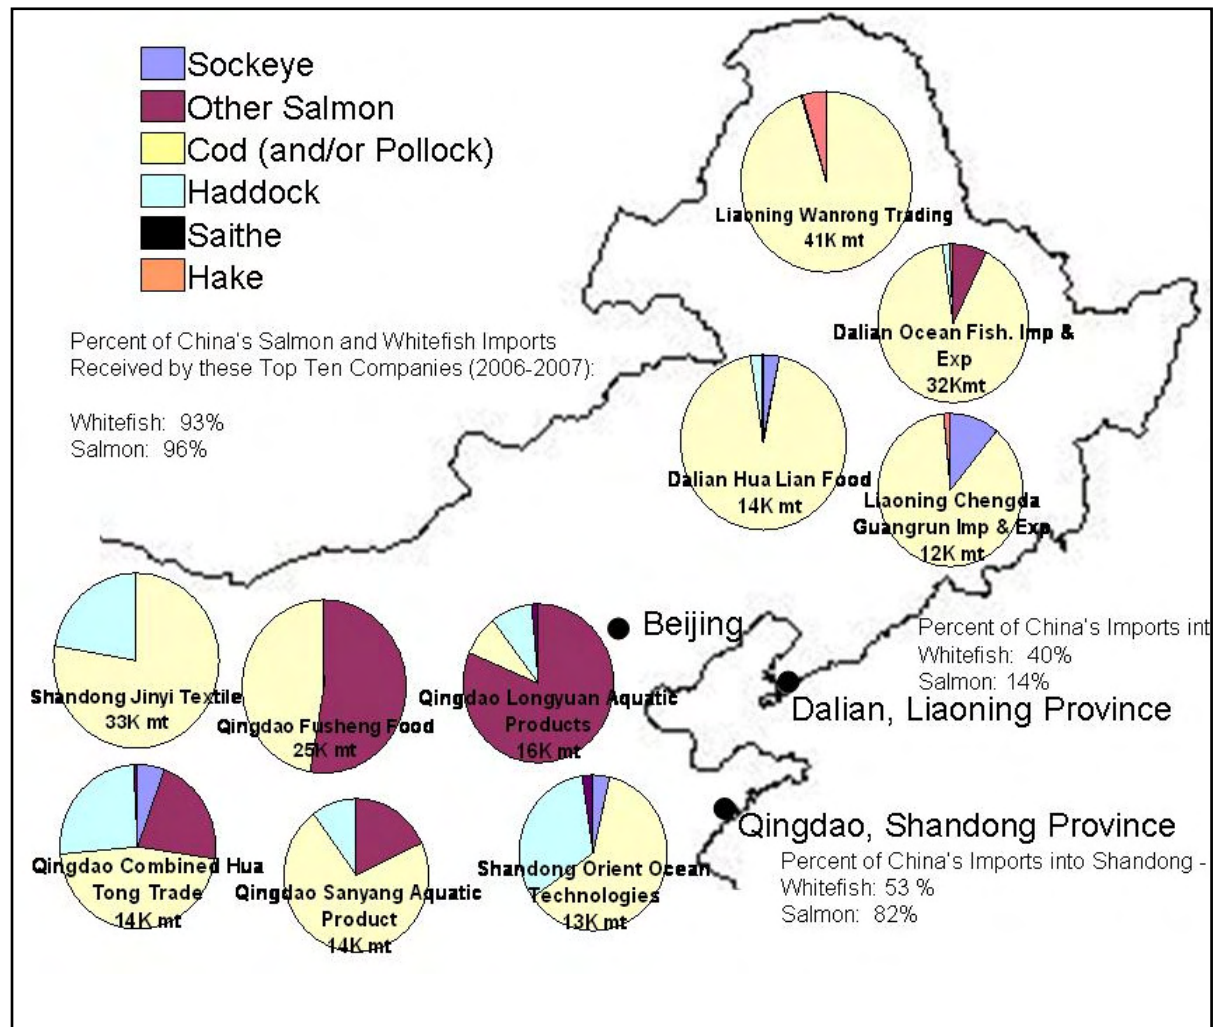 Sockeye
Other Salmon
Cod (and/or Pollock)
Haddock
Saithe
Hake
Percent of China's Salmon and Whitefish Imports
Received by these Top Ten Companies (2006-2007):
Whitefish: 93%
Salmon: 96%
Liaoning Wanrong Trading
41K mt
Dalian Ocean Fish. Imp &
Exp
32Kmt
Dalian Hua Lian Food
14K mt
Liaoning Chengda
Guangrun Imp & Exp
12K mt
Beijing
Percent of China's Imports int
Whitefish: 40%
Salmon: 14%
Dalian, Liaoning Province
Shandong Jinyi Textile
33K mt
Qingdao Fusheng Food
25K mt
Qingdao Longyuan Aquatic
Products
16K mt
Qingdao Combined Hua
Tong Trade
14K mt
Qingdao Sanyang Aquatic
Product
14K mt
Shandong Orient Ocean
Technologies
13K mt
Qingdao, Shandong Province
Percent of China's Imports into Shandong -
Whitefish: 53 %
Salmon: 82%